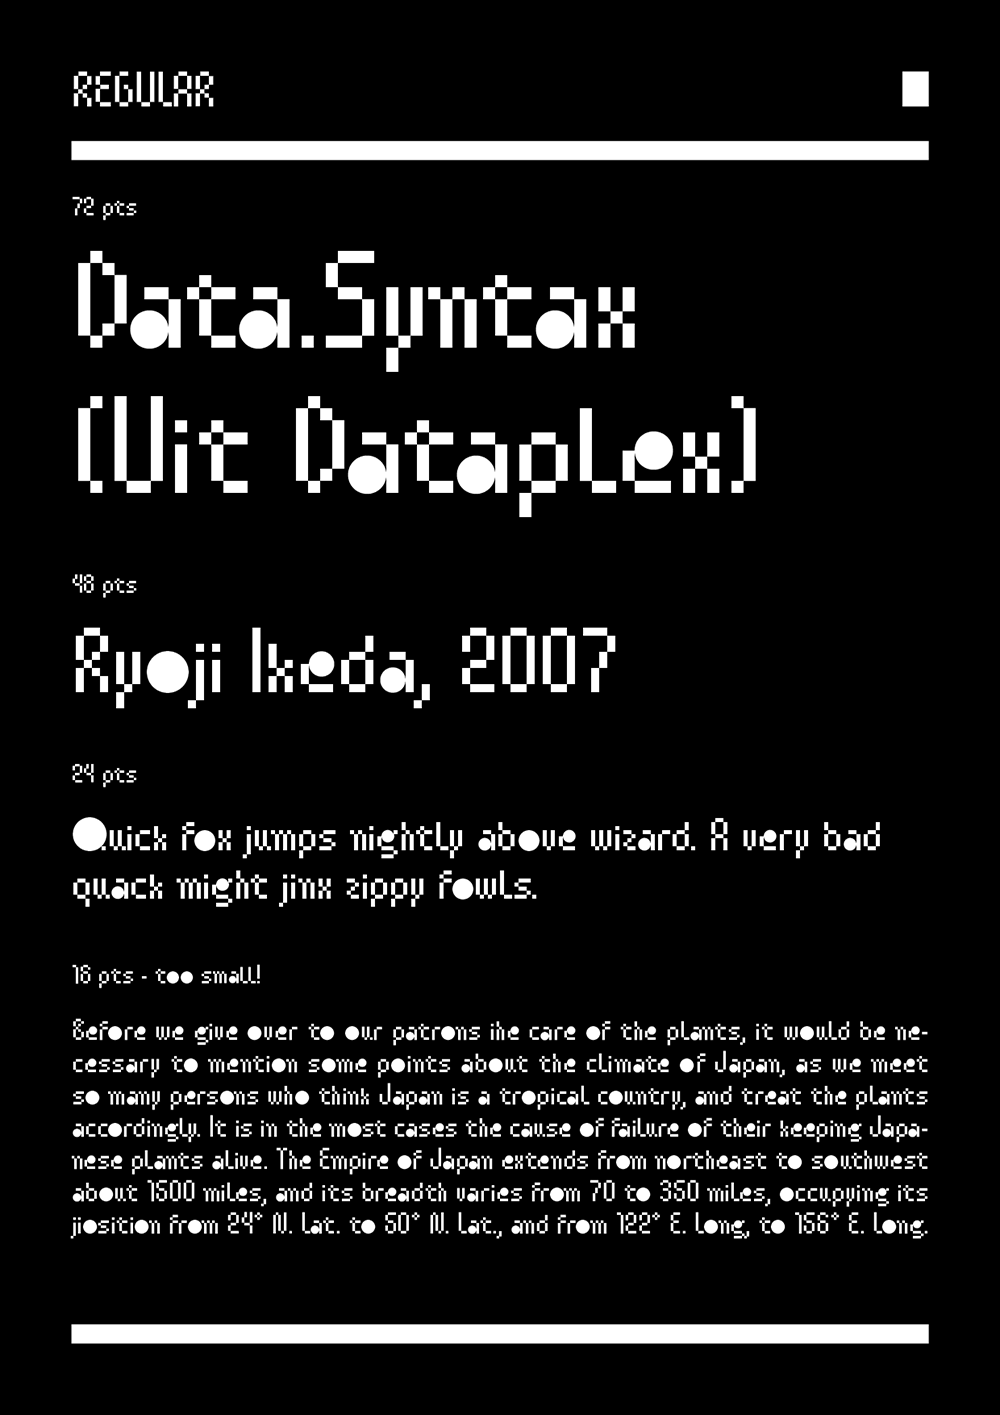 REGULAR
72 pts
Data.Syntax
(Uit Dataplex)
48 pts
Ryoji Ikeda, 2007
24 pts
Quick fox jumps nightly above wizard. A very bad
quack might jinx zippy fowls.
16 pts - too small!
Before we give over to our patrons ihe care of the plants, it would be ne-
cessary to mention some points about the climate of Japan, as we meet
so many persons who think Japan is a tropical country, and treat the plants
accordingly. It is in the most cases the cause of failure of their keeping Japa-
nese plants alive. The Empire of Japan extends from northeast to southwest
about 1500 miles, and its breadth varies from 70 to 350 miles, occupying its
jiosition from 24° N. Lat. to 50° N. Lat., and from 122° E. Long, to 156° E. Long.